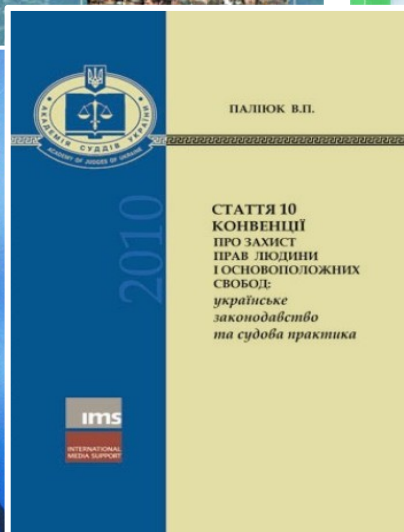 АКАДЕМІЯ СУДДІВ УКРАЇНИ
ACADEMY OF JUDGES OF UKRAINE
ПАЛІЮК В.П.
2010
СТАТТЯ 10
КОНВЕНЦІЇ
ПРО ЗАХИСТ
ПРАВ ЛЮДИНИ
І ОСНОВОПОЛОЖНИХ
СВОБОД:
українське
законодавство
та судова практика
ims
INTERNATIONAL
MEDIA SUPPORT